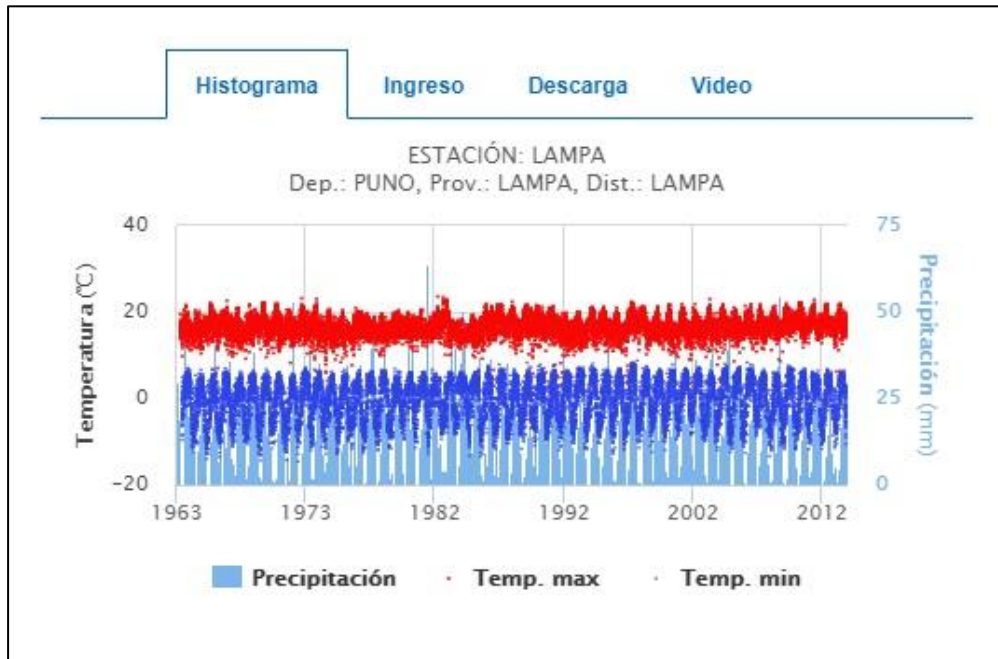 Histograma Ingreso Descarga Video
ESTACIÓN: LAMPA
Dep.: PUNO, Prov.: LAMPA, Dist.: LAMPA
40 75
20 50
0 25
-20 0
Temperatura (℃)
Precipitación (mm)
1963 1973 1982 1992 2002 2012
Precipitación Temp. max Temp. min